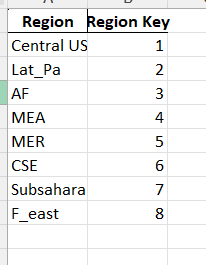 Region Region Key
Central US 1
Lat_Pa 2
AF 3
MEA 4
MER 5
CSE 6
Subsahara 7
F_east 8